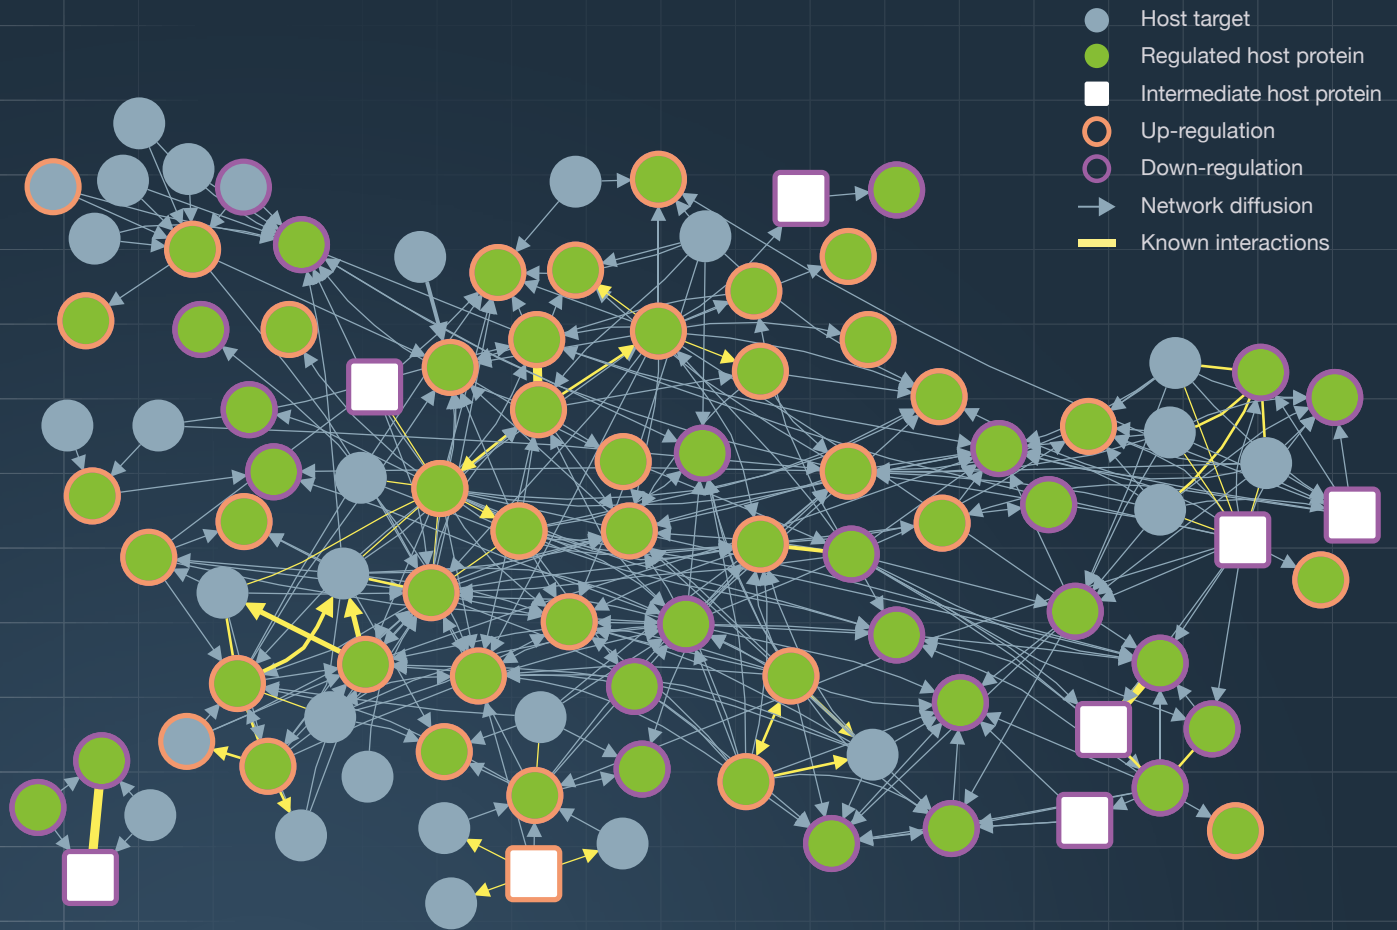 Host target
Regulated host protein
Intermediate host protein
Up-regulation
Down-regulation
Network diffusion
Known interactions